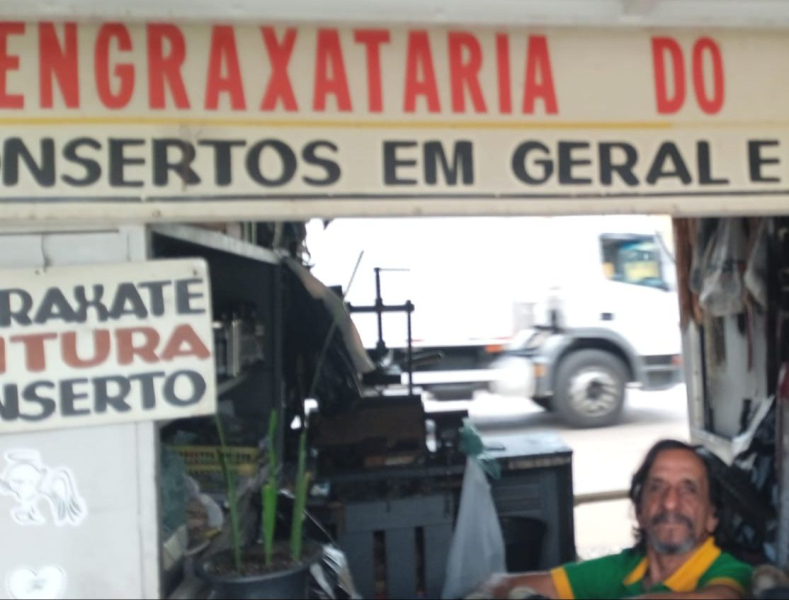 ENGRAXATARIA DO
ONSERTOS EM GERAL E
RAXATE
NTURA
NSERTO